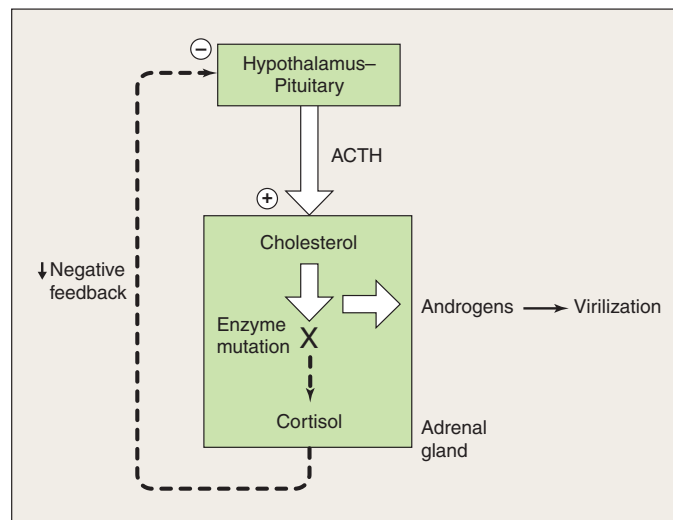 −
Hypothalamus–
Pituitary
ACTH
+
Cholesterol
↓ Negative
feedback
Androgens → Virilization
Enzyme
mutation X
Cortisol
Adrenal
gland